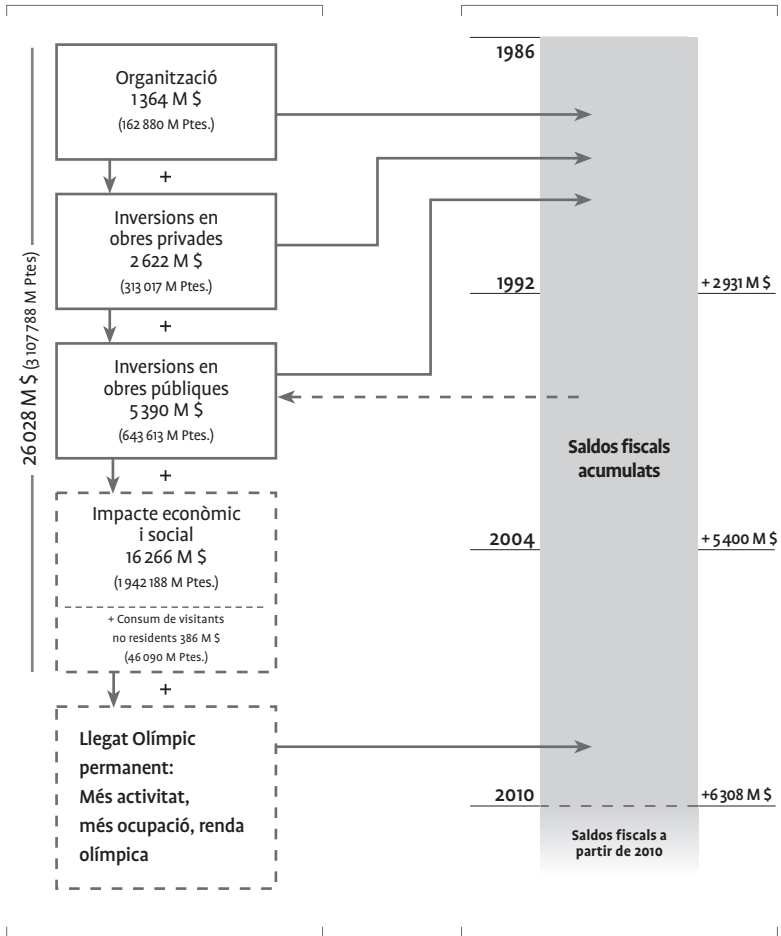 26 028 M $ (3 107 788 M Ptes)
Organització
1 364 M $
(162 880 M Ptes.)
+
Inversions en
obres privades
2 622 M $
(313 017 M Ptes.)
+
Inversions en
obres públiques
5 390 M $
(643 613 M Ptes.)
+
Impacte econòmic
i social
16 266 M $
(1 942 188 M Ptes.)
+ Consum de visitants
no residents 386 M $
(46 090 M Ptes.)
+
Llegat Olímpic
permanent:
Més activitat,
més ocupació, renda
olímpica
1986
1992
+ 2 931 M $
Saldos fiscals
acumulats
2004
+ 5 400 M $
2010
+6 308 M $
Saldos fiscals a
partir de 2010